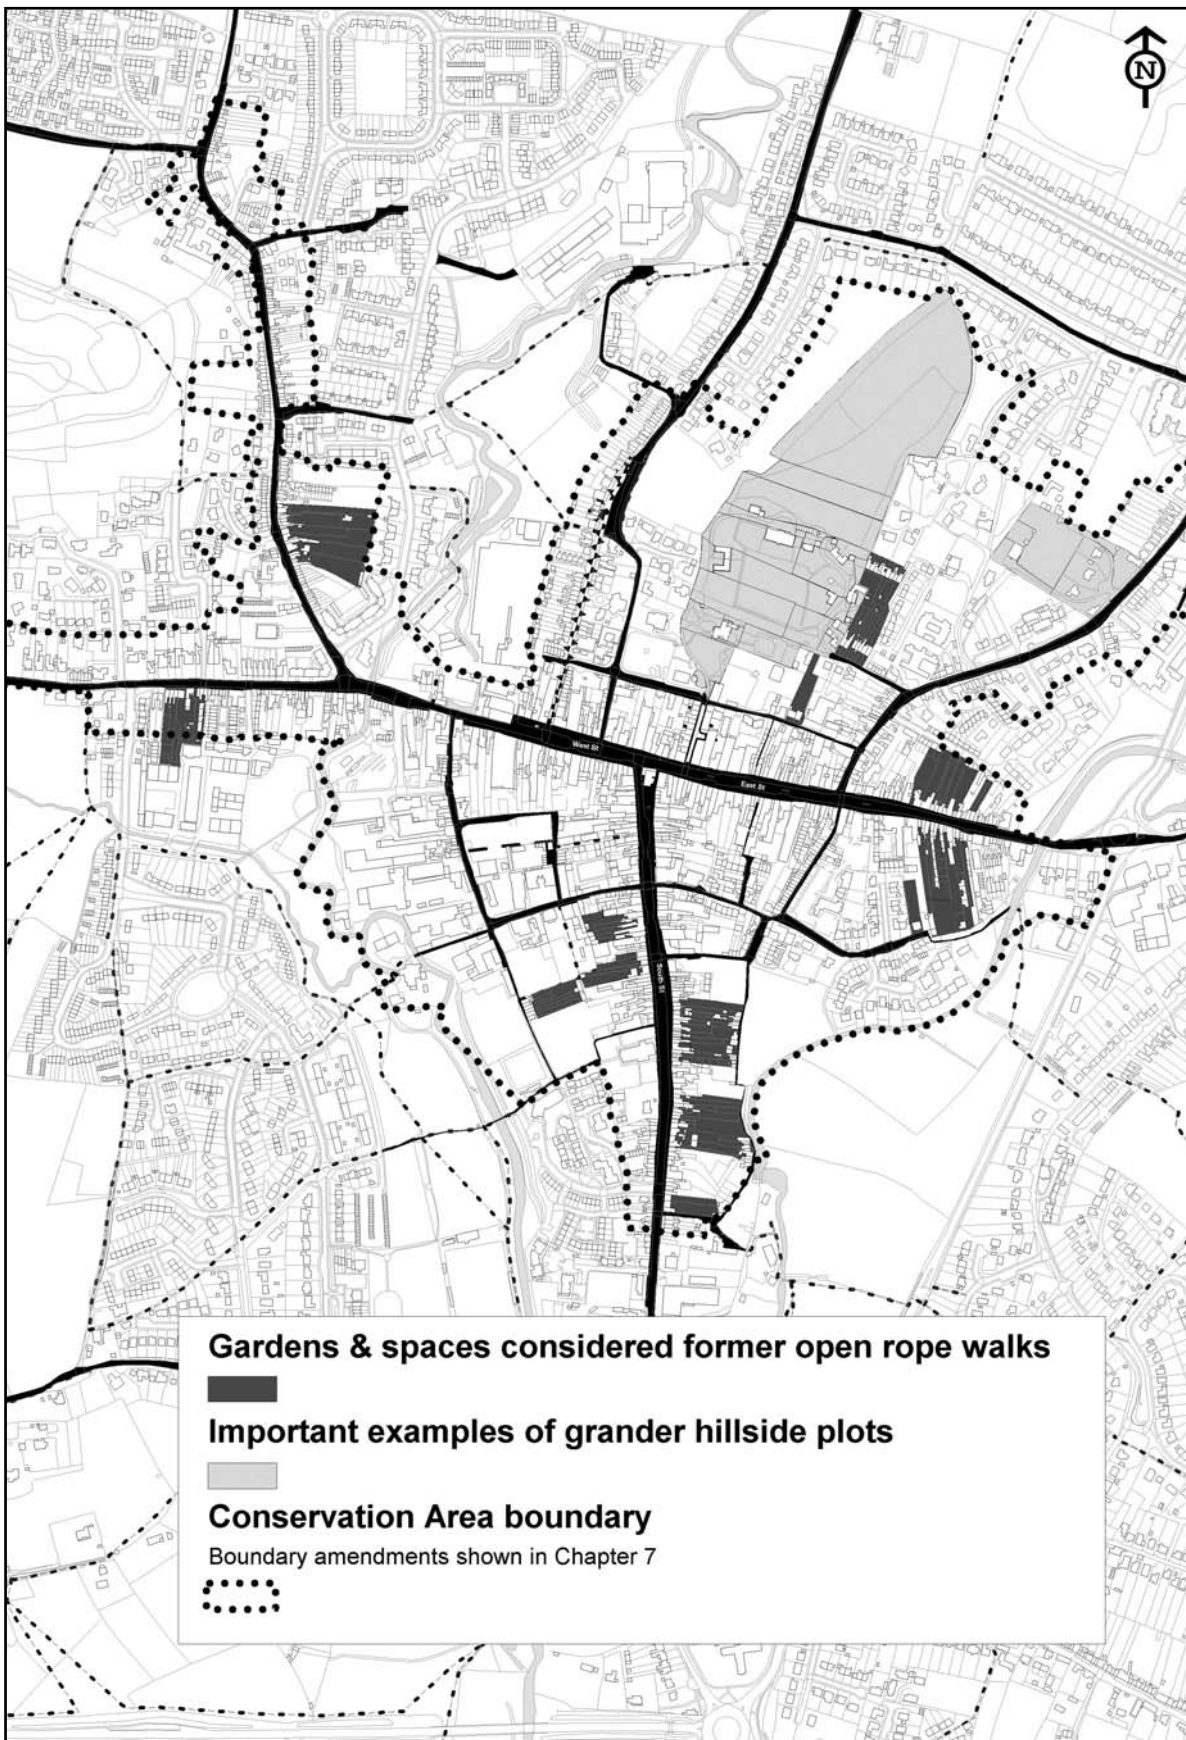 N
West St
East St
South St
Gardens & spaces considered former open rope walks
Important examples of grander hillside plots
Conservation Area boundary
Boundary amendments shown in Chapter 7